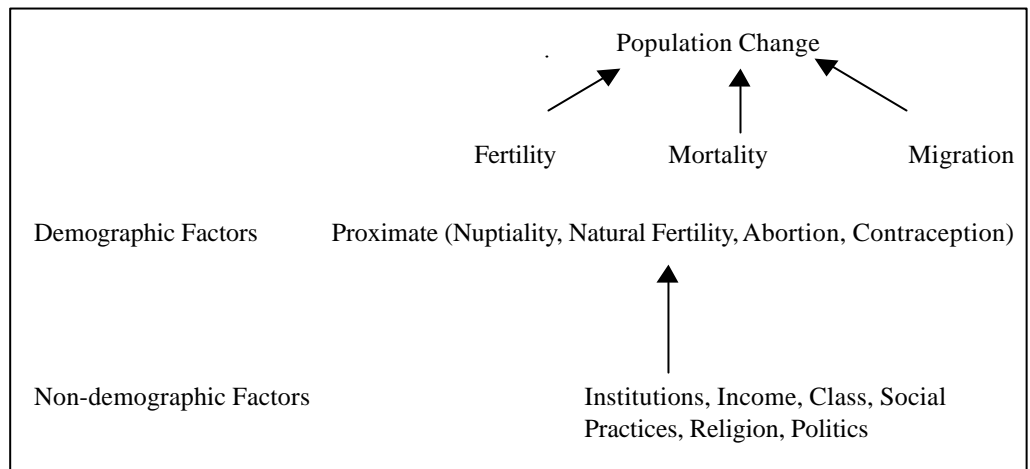 Population Change
Fertility Mortality Migration
Demographic Factors Proximate (Nuptiality, Natural Fertility, Abortion, Contraception)
Non-demographic Factors Institutions, Income, Class, Social
Practices, Religion, Politics